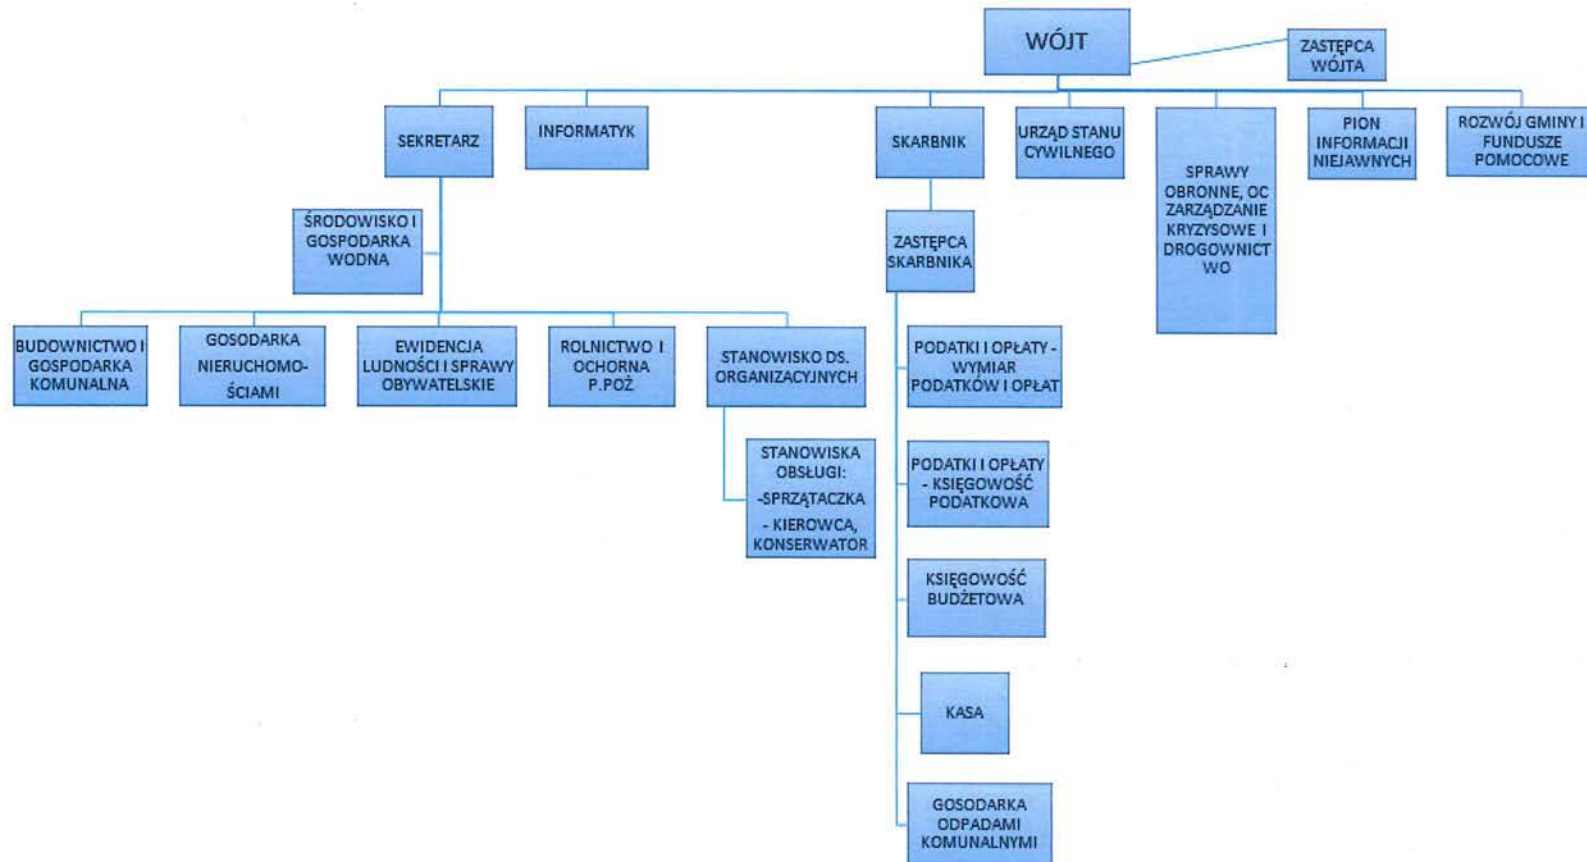 WÓJT
ZASTĘPCA
WÓJTA
SEKRETARZ
INFORMATYK
SKARBNIK
URZĄD STANU
CYWILNEGO
SPRAWY
OBRONNE, OC
ZARZĄDZANIE
KRYZYSOWE I
DROGOWNICT
WO
PION
INFORMACJI
NIEJAWNYCH
ROZWÓJ GMINY I
FUNDUSZE
POMOCOWE
ŚRODOWISKO I
GOSPODARKA
WODNA
ZASTĘPCA
SKARBNIKA
BUDOWNICTWO I
GOSPODARKA
KOMUNALNA
GOSODARKA
NIERUCHOMO-
ŚCIAMI
EWIDENCJA
LUDNOŚCI I SPRAWY
OBYWATELSKIE
ROLNICTWO I
OCHORNA
P.POŻ
STANOWISKO DS.
ORGANIZACYJNYCH
STANOWISKA
OBSŁUGI:
-SPRZĄTACZKA
- KIEROWCA,
KONSERWATOR
PODATKI I OPŁATY -
WYMIAR
PODATKÓW I OPŁAT
PODATKI I OPŁATY
- KSIĘGOWOŚĆ
PODATKOWA
KSIĘGOWOŚĆ
BUDŻETOWA
KASA
GOSODARKA
ODPADAMI
KOMUNALNYMI